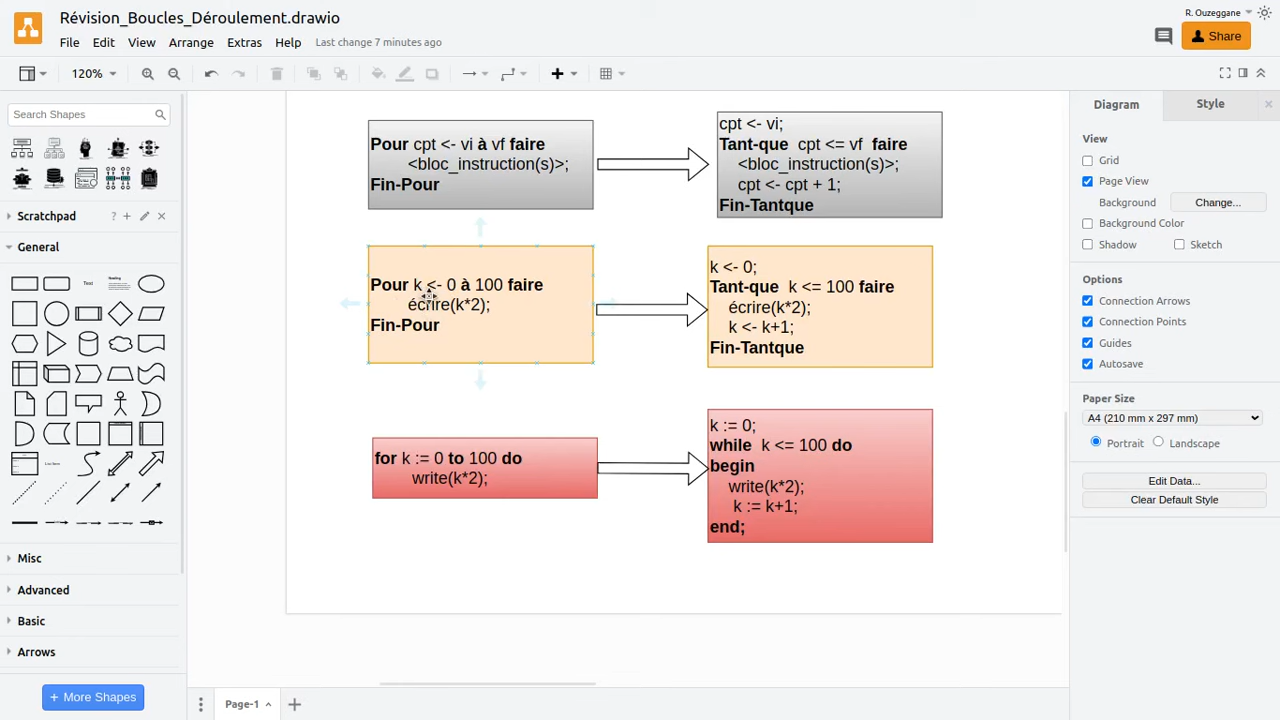 Révision_Boucles_Déroulement.drawio
R. Ouzeggane
File Edit View Arrange Extras Help Last change 7 minutes ago
Share
120%
Search Shapes
Scratchpad
?
General
Text
Heading
List Item
Misc
Advanced
Basic
Arrows
+ More Shapes
Pour cpt <- vi à vf faire
<bloc_instruction(s)>;
Fin-Pour
cpt <- vi;
Tant-que cpt <= vf faire
<bloc_instruction(s)>;
cpt <- cpt + 1;
Fin-Tantque
Pour k <- 0 à 100 faire
écrire(k*2);
Fin-Pour
k <- 0;
Tant-que k <= 100 faire
écrire(k*2);
k <- k+1;
Fin-Tantque
for k := 0 to 100 do
write(k*2);
k := 0;
while k <= 100 do
begin
write(k*2);
k := k+1;
end;
Page-1
Diagram Style
View
Grid
Page View
Background Change...
Background Color
Shadow Sketch
Options
Connection Arrows
Connection Points
Guides
Autosave
Paper Size
A4 (210 mm x 297 mm)
Portrait Landscape
Edit Data...
Clear Default Style